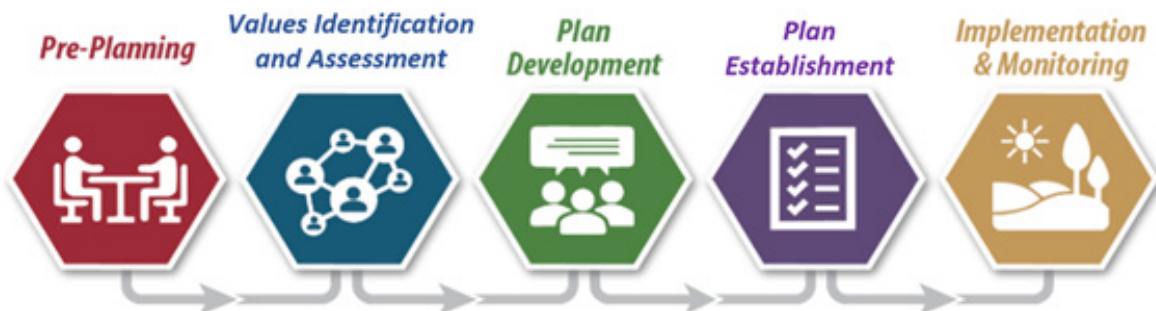 Pre-Planning
Values Identification
and Assessment
Plan
Development
Plan
Establishment
Implementation
& Monitoring